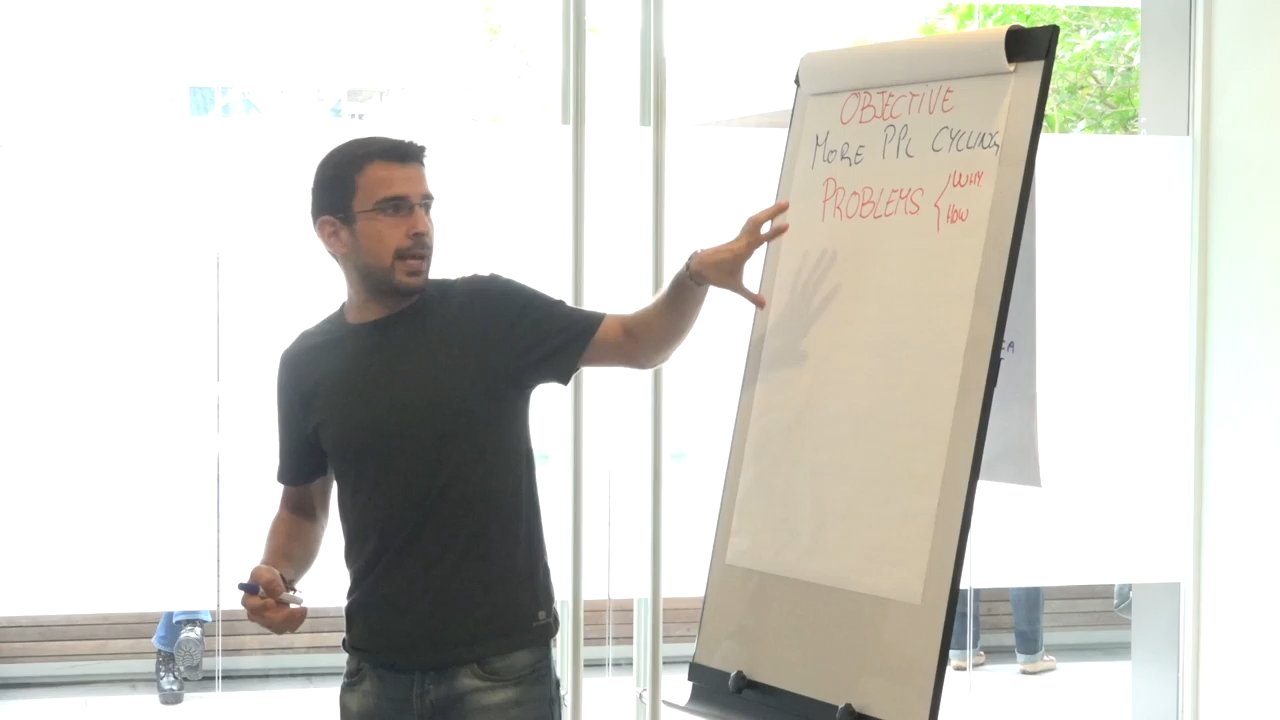 OBJECTIVE
MORE PPL CYCLING
PROBLEMS
WHY
HOW